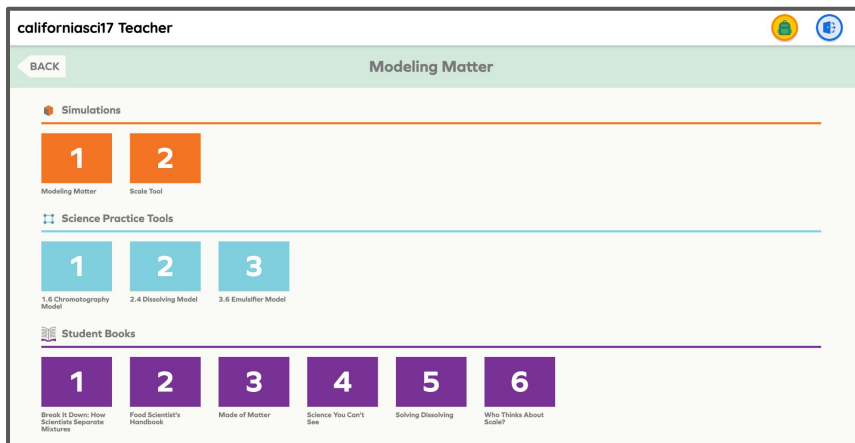 californiasci17 Teacher
BACK
Modeling Matter
Simulations
1
2
Modeling Matter
Scale Tool
Science Practice Tools
1
2
3
1.6 Chromatography
Model
2.4 Dissolving Model
3.6 Emulsifier Model
Student Books
1
2
3
4
5
6
Break It Down: How
Scientists Separate
Mixtures
Food Scientist's
Handbook
Made of Matter
Science You Can't
See
Solving Dissolving
Who Thinks About
Scale?